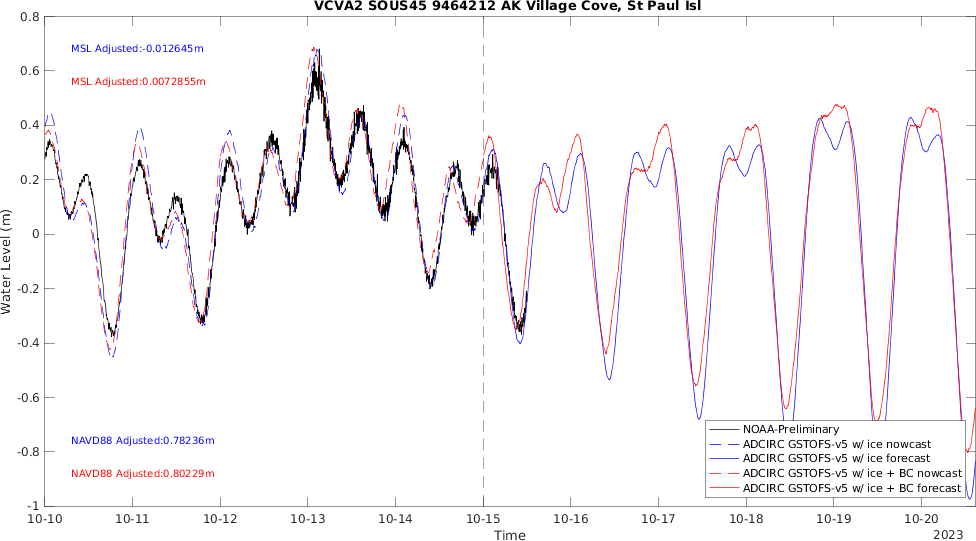 VCVA2 SOUS45 9464212 AK Village Cove, St Paul Isl
0.8
0.6
0.4
0.2
0
-0.2
-0.4
-0.6
-0.8
-1
Water Level (m)
MSL Adjusted:-0.012645m
MSL Adjusted:0.0072855m
NAVD88 Adjusted:0.78236m
NAVD88 Adjusted:0.80229m
NOAA-Preliminary
ADCIRC GSTOFS-v5 w/ ice nowcast
ADCIRC GSTOFS-v5 w/ ice forecast
ADCIRC GSTOFS-v5 w/ ice + BC nowcast
ADCIRC GSTOFS-v5 w/ ice + BC forecast
10-10 10-11 10-12 10-13 10-14 10-15 10-16 10-17 10-18 10-19 10-20
Time
2023